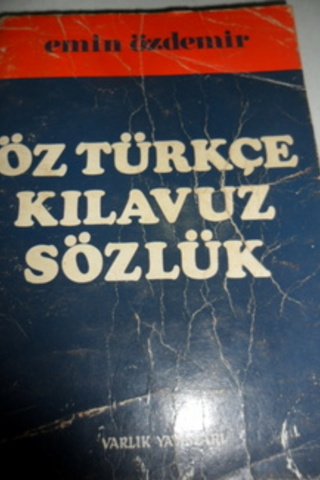 emin özdemir
ÖZ TÜRKÇE
KILAVUZ
SÖZLÜK
VARLIK YAYINLARI